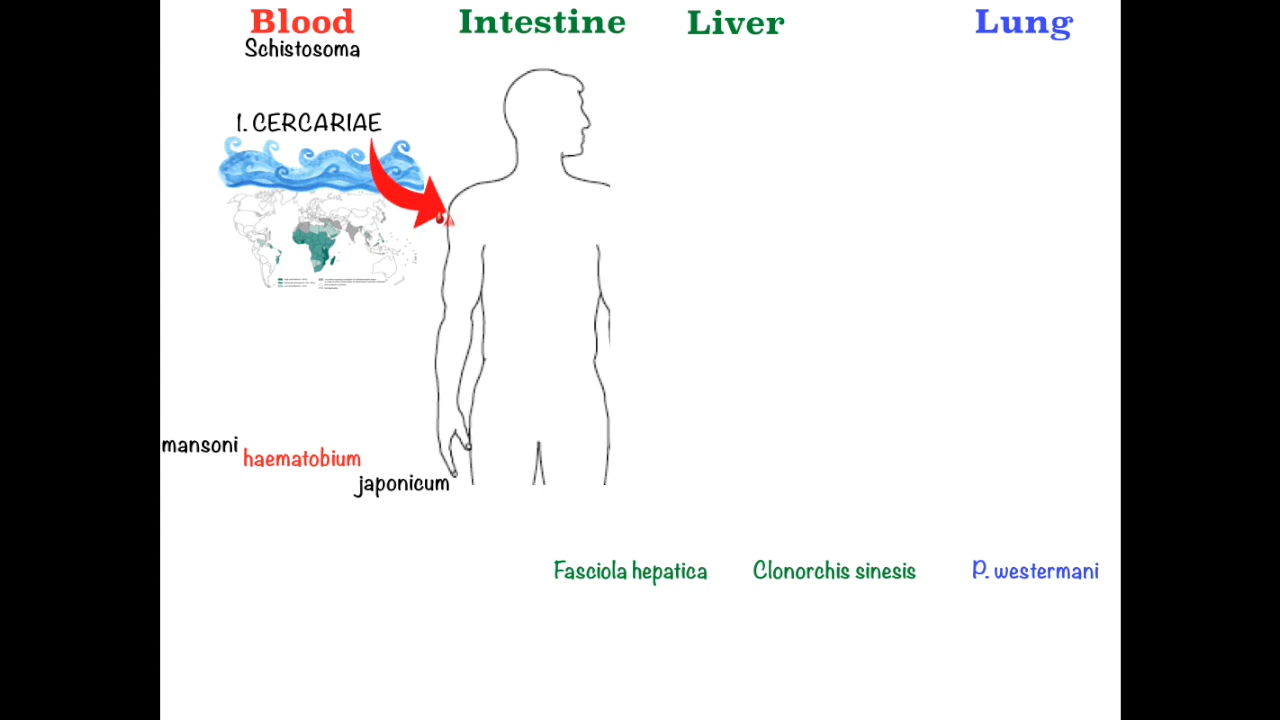 Blood
Intestine
Liver
Lung
Schistosoma
1. CERCARIAE
mansoni
haematobium
japonicum
Fasciola hepatica
Clonorchis sinesis
P. westermani